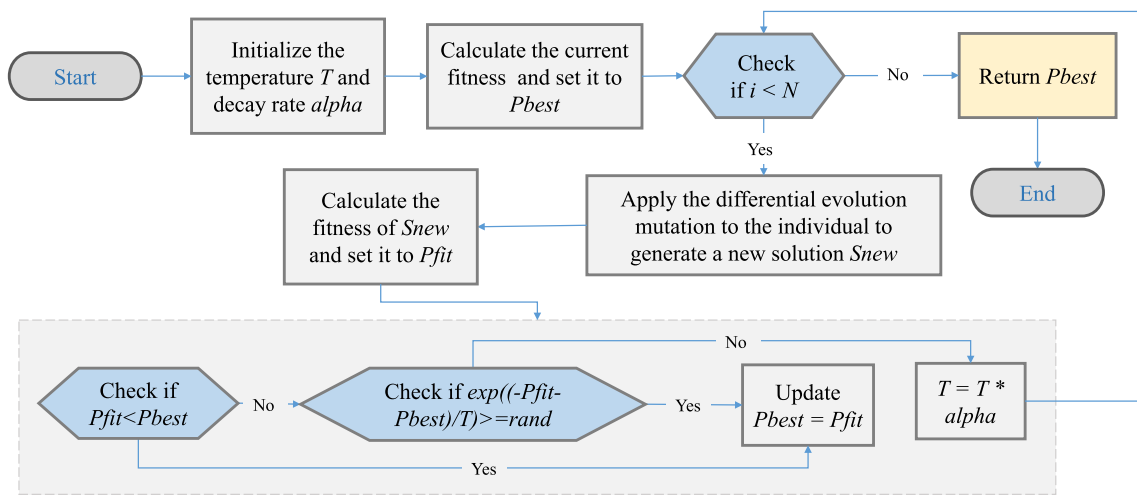 Start
Initialize the
temperature T and
decay rate alpha
Calculate the current
fitness and set it to
Pbest
Check
if i < N
No
Return Pbest
Yes
End
Calculate the
fitness of Snew
and set it to Pfit
Apply the differential evolution
mutation to the individual to
generate a new solution Snew
No
Check if
Pfit<Pbest
No
Check if exp((-Pfit-
Pbest)/T)>=rand
Yes
Update
Pbest = Pfit
T = T *
alpha
Yes